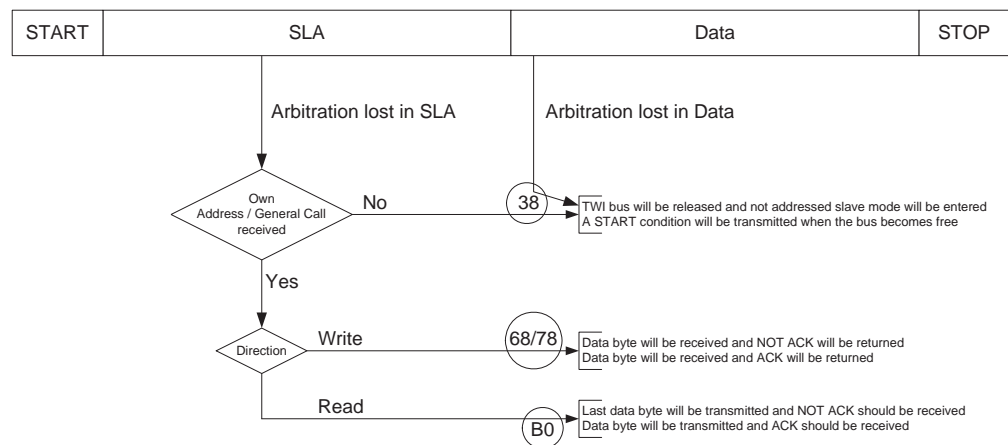 START SLA Data STOP
Arbitration lost in SLA Arbitration lost in Data
Own
Address / General Call
received
No
38
TWI bus will be released and not addressed slave mode will be entered
A START condition will be transmitted when the bus becomes free
Yes
Direction
Write
68/78
Data byte will be received and NOT ACK will be returned
Data byte will be received and ACK will be returned
Read
B0
Last data byte will be transmitted and NOT ACK should be received
Data byte will be transmitted and ACK should be received